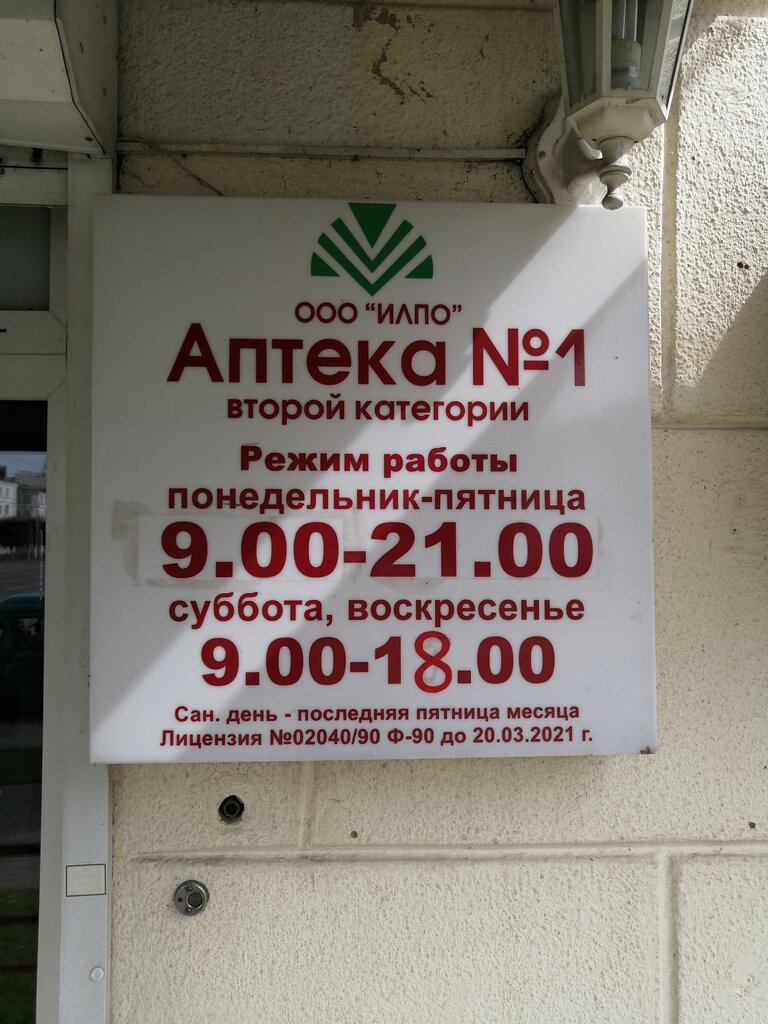 ООО “ИЛПО”
Аптека №1
второй категории
Режим работы
понедельник-пятница
9.00-21.00
суббота, воскресенье
9.00-18.00
Сан. день - последняя пятница месяца
Лицензия №02040/90 Ф-90 до 20.03.2021 г.